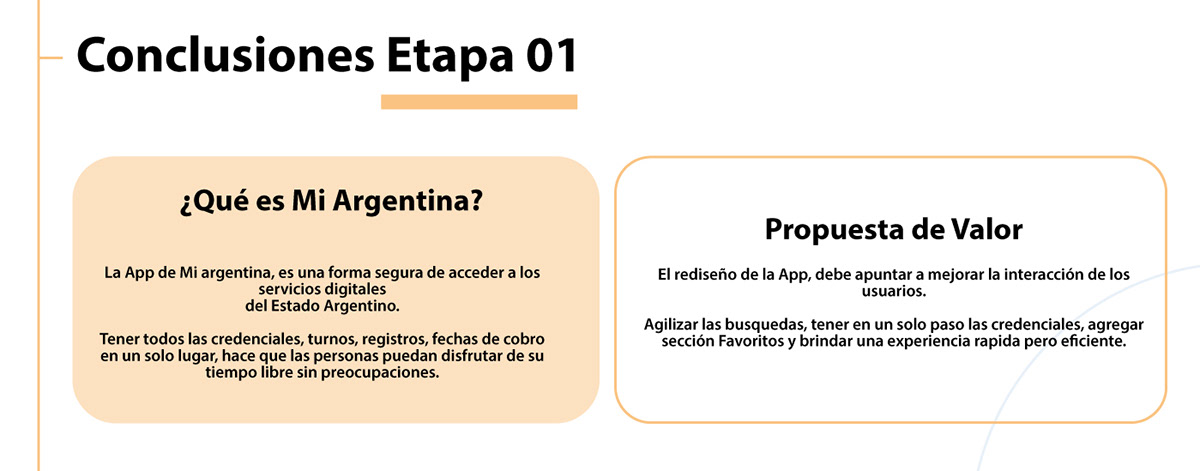 Conclusiones Etapa 01
¿Qué es Mi Argentina?
La App de Mi argentina, es una forma segura de acceder a los
servicios digitales
del Estado Argentino.
Tener todos las credenciales, turnos, registros, fechas de cobro
en un solo lugar, hace que las personas puedan disfrutar de su
tiempo libre sin preocupaciones.
Propuesta de Valor
El rediseño de la App, debe apuntar a mejorar la interacción de los
usuarios.
Agilizar las busquedas, tener en un solo paso las credenciales, agregar
sección Favoritos y brindar una experiencia rapida pero eficiente.